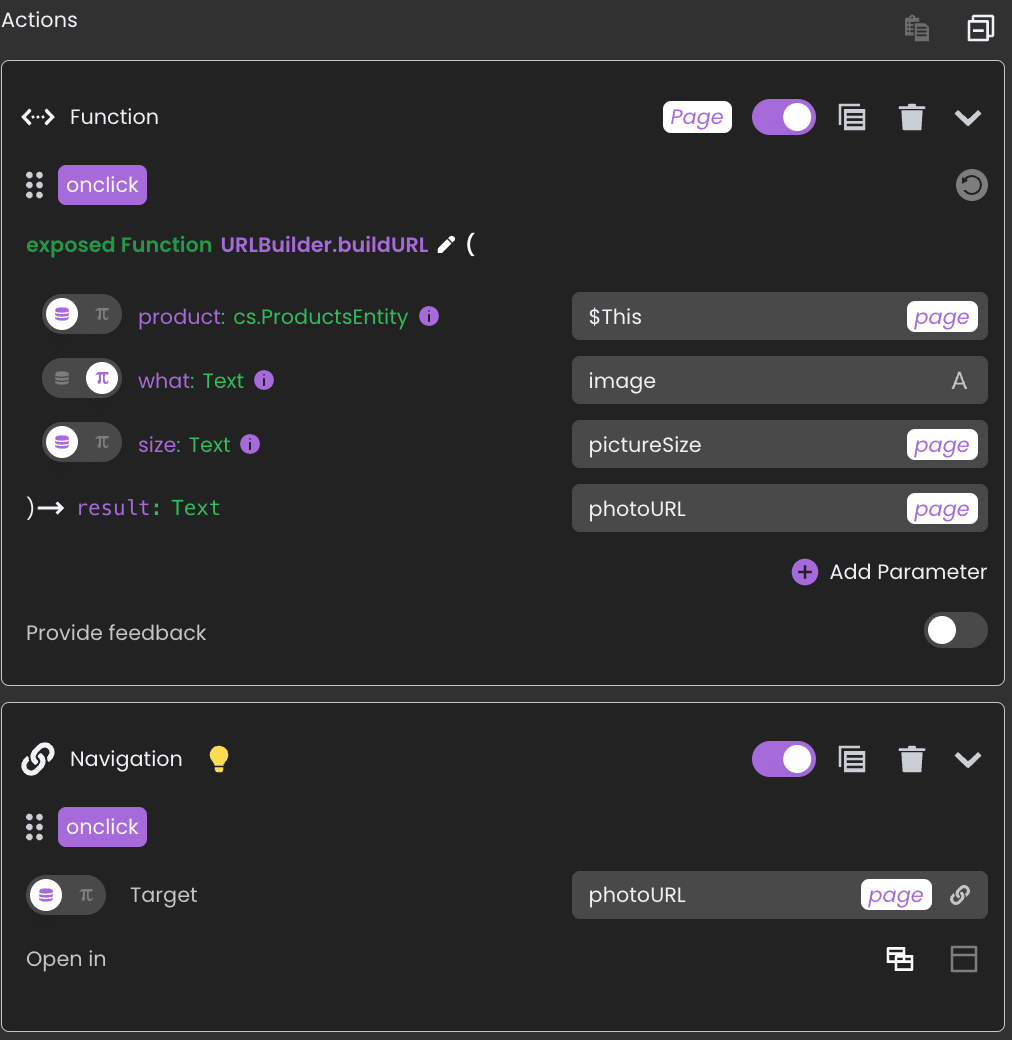 Actions
Function Page
onclick
exposed Function URLBuilder.buildURL (
π product: cs.ProductsEntity i $This page
π what: Text i image A
π size: Text i pictureSize page
)→ result: Text photoURL page
+ Add Parameter
Provide feedback
Navigation
onclick
π Target photoURL page
Open in